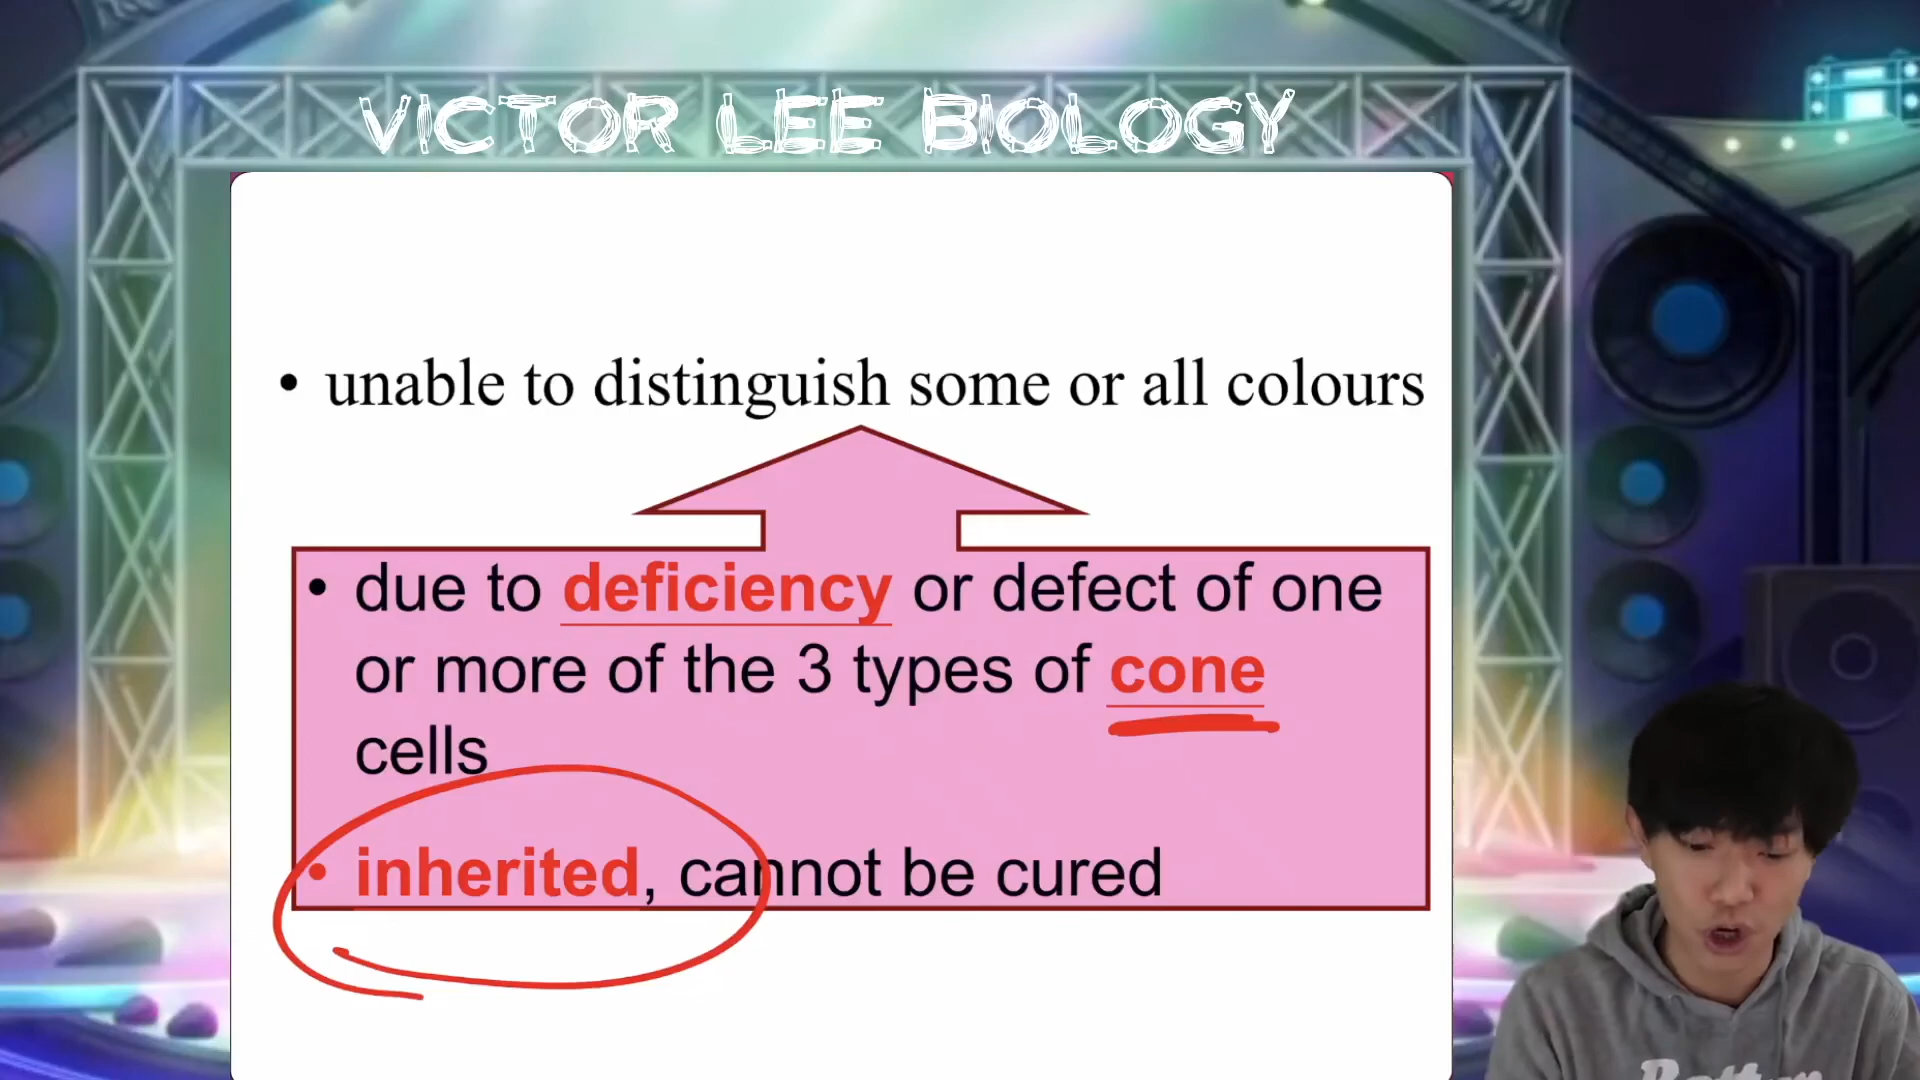 VICTOR LEE BIOLOGY
• unable to distinguish some or all colours
• due to deficiency or defect of one
or more of the 3 types of cone
cells
• inherited, cannot be cured